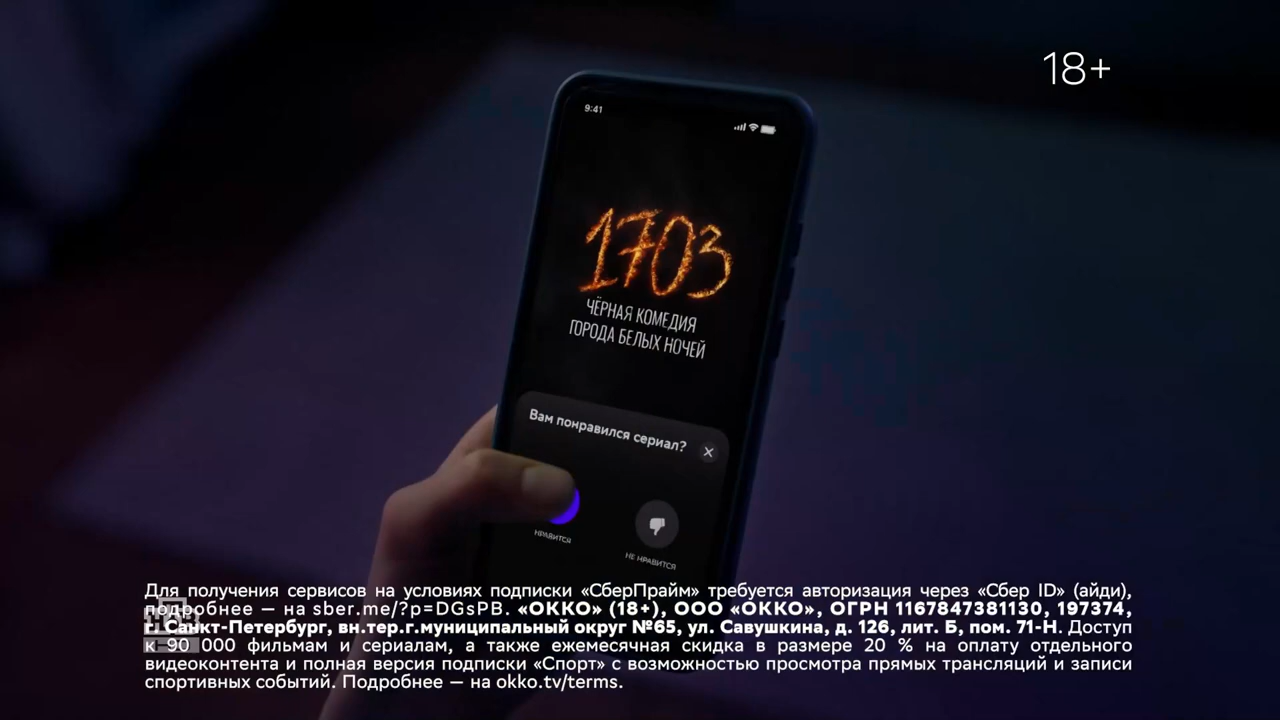 18+
9:41
1703
ЧЁРНАЯ КОМЕДИЯ
ГОРОДА БЕЛЫХ НОЧЕЙ
Вам понравился сериал?
НРАВИТСЯ
НЕ НРАВИТСЯ
Для получения сервисов на условиях подписки «СберПрайм» требуется авторизация через «Сбер ID» (айди),
подробнее — на sber.me/?p=DGsPB. «ОККО» (18+), ООО «ОККО», ОГРН 1167847381130, 197374,
г. Санкт-Петербург, вн.тер.г.муниципальный округ №65, ул. Савушкина, д. 126, лит. Б, пом. 71-Н. Доступ
к 90 000 фильмам и сериалам, а также ежемесячная скидка в размере 20 % на оплату отдельного
видеоконтента и полная версия подписки «Спорт» с возможностью просмотра прямых трансляций и записи
спортивных событий. Подробнее — на okko.tv/terms.